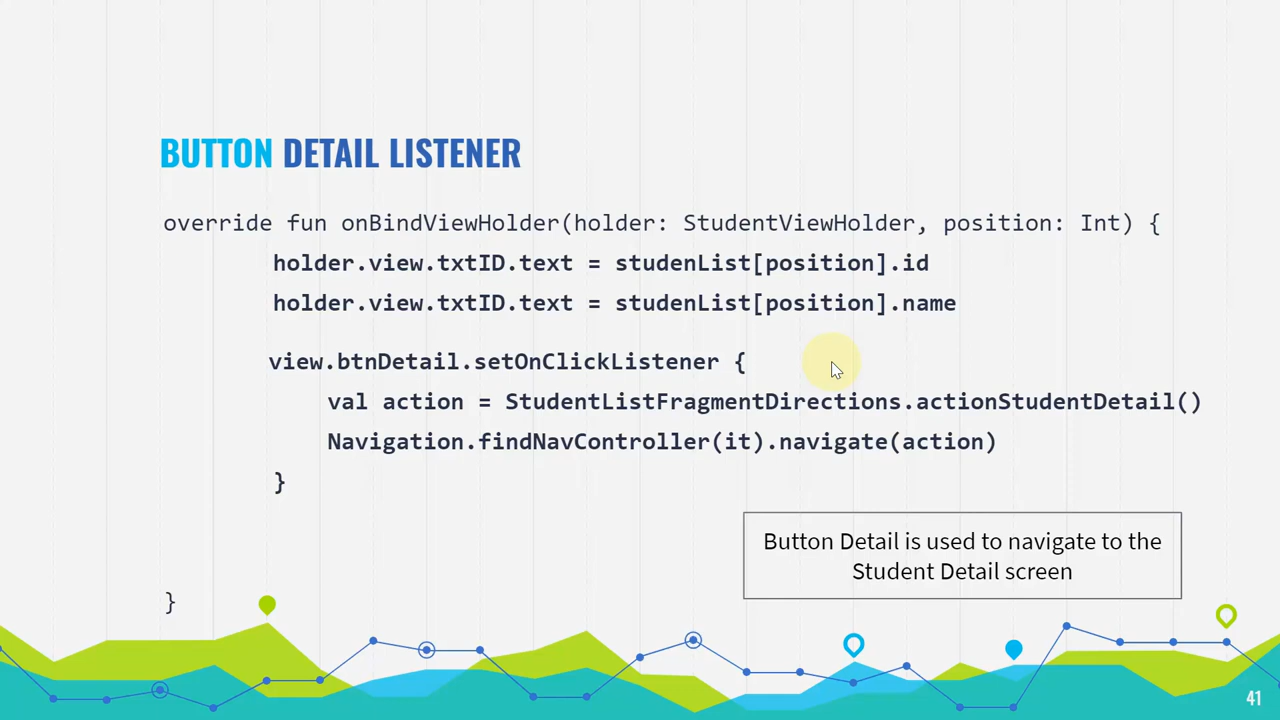 BUTTON DETAIL LISTENER
override fun onBindViewHolder(holder: StudentViewHolder, position: Int) {
holder.view.txtID.text = studenList[position].id
holder.view.txtID.text = studenList[position].name
view.btnDetail.setOnClickListener {
val action = StudentListFragmentDirections.actionStudentDetail()
Navigation.findNavController(it).navigate(action)
}
Button Detail is used to navigate to the
Student Detail screen
}
41